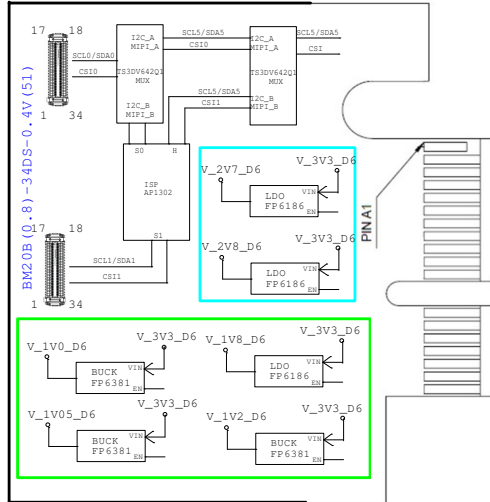 17 18
1 34
BM20B(0.8)-34DS-0.4V(51)
17 18
1 34
SCL0/SDA0
CSI0
I2C_A
MIPI_A
TS3DV642Q1
MUX
I2C_B
MIPI_B
SCL5/SDA5
CSI0
I2C_A
MIPI_A
TS3DV642Q1
MUX
I2C_B
MIPI_B
SCL5/SDA5
CSI
SCL5/SDA5
CSI1
S0 H
ISP
AP1302
S1
SCL1/SDA1
CSI1
V_2V7_D6
V_3V3_D6
LDO
FP6186
VIN
EN
V_2V8_D6
V_3V3_D6
LDO
FP6186
VIN
EN
PIN A1
V_1V0_D6
V_3V3_D6
BUCK
FP6381
VIN
EN
V_1V8_D6
V_3V3_D6
LDO
FP6186
VIN
EN
V_1V05_D6
V_3V3_D6
BUCK
FP6381
VIN
EN
V_1V2_D6
V_3V3_D6
BUCK
FP6381
VIN
EN